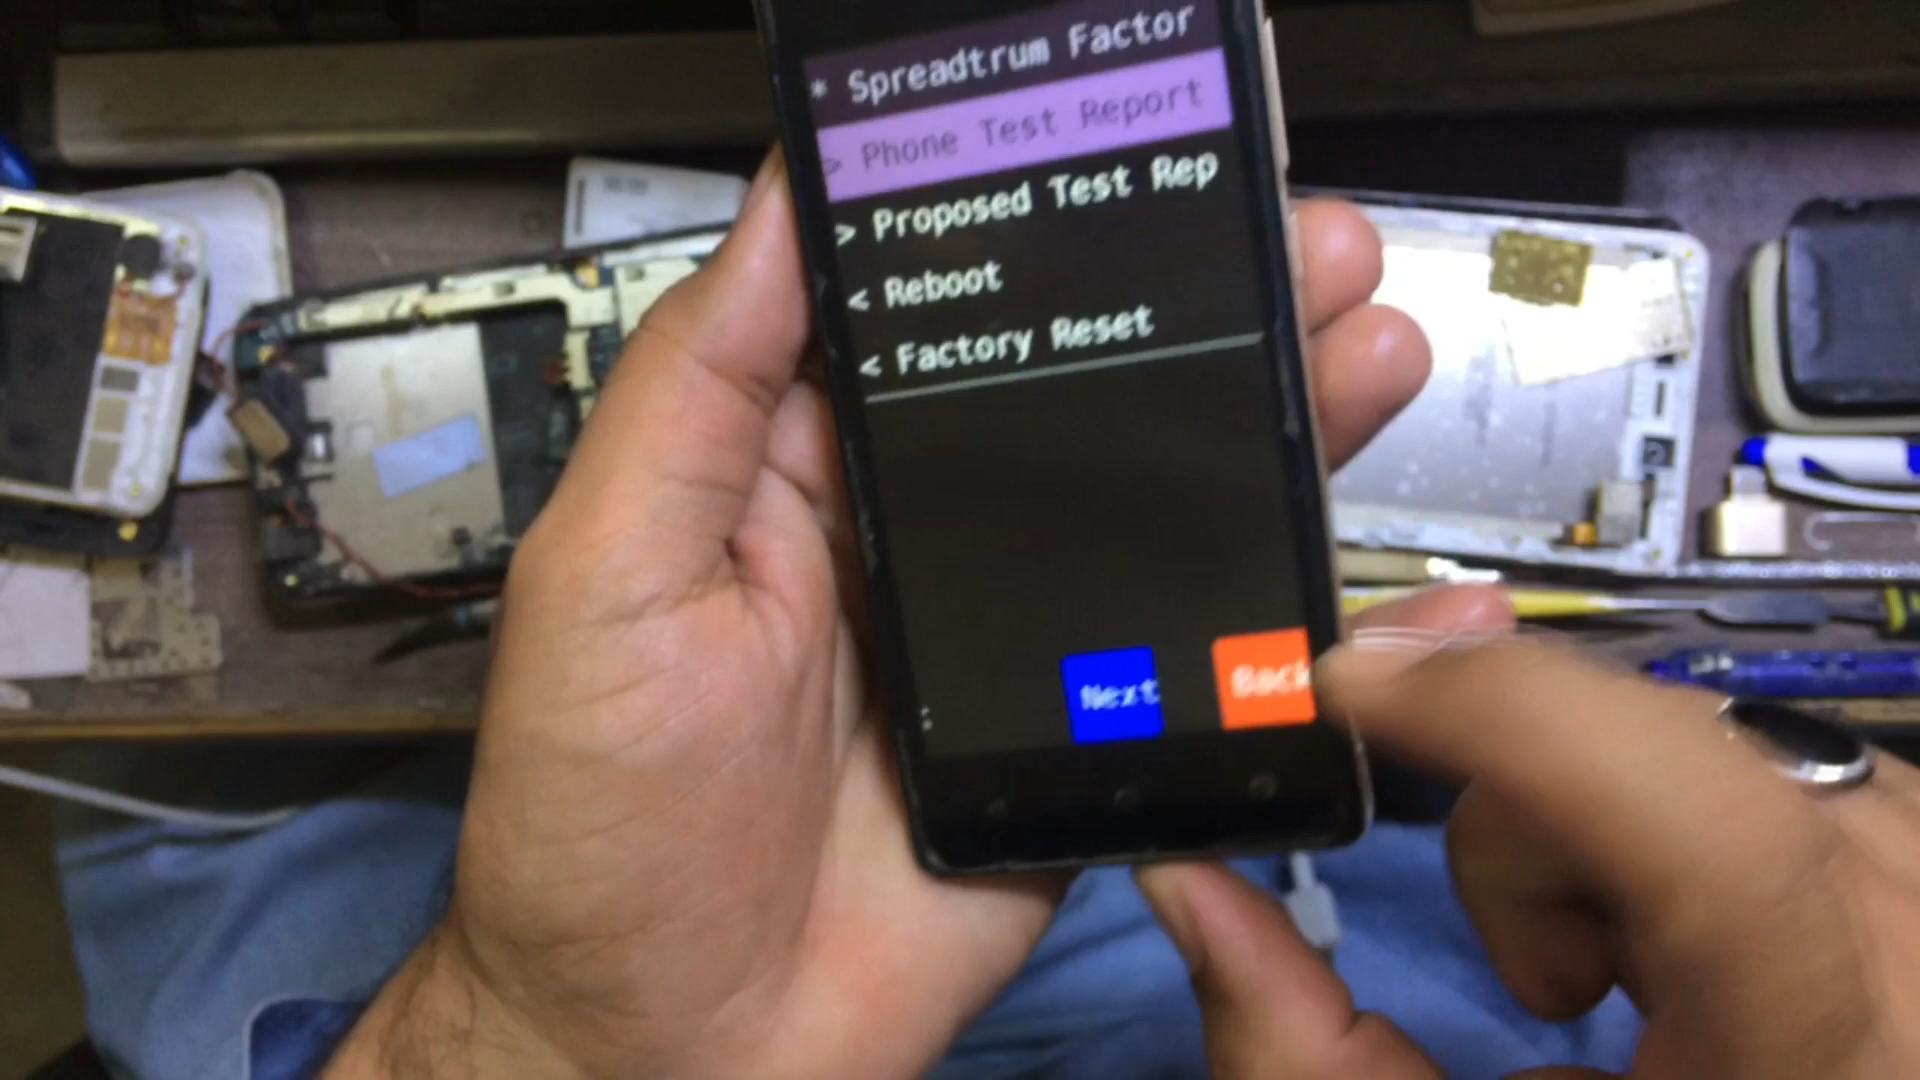 * Spreadtrum Factor
> Phone Test Report
> Proposed Test Rep
< Reboot
< Factory Reset
:
Next
Back